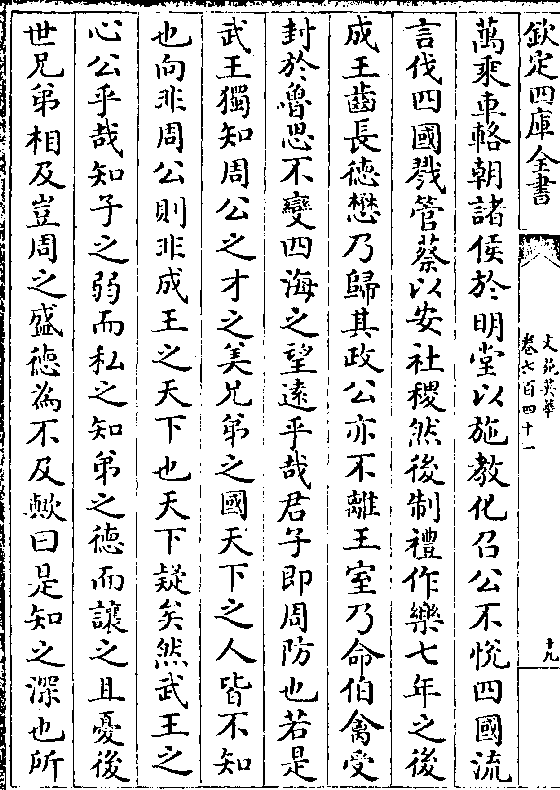 欽定四庫全書
文苑英華
卷七百四十一
十九
萬乘車輅朝諸侯於明堂以施教化召公不悅四國流
言伐四國戮管蔡以安社稷然後制禮作樂七年之後
成王齒長德懋乃歸其政公亦不離王室乃命伯禽受
封於魯恐不變四海之望遠乎哉君子即周防也若是
武王獨知周公之才之美兄弟之國天下之人皆不知
也向非周公則非成王之天下也天下疑矣然武王之
心公乎哉知子之弱而私之知弟之德而讓之且憂後
世兄弟相及豈周之盛德為不及歟曰是知之深也所